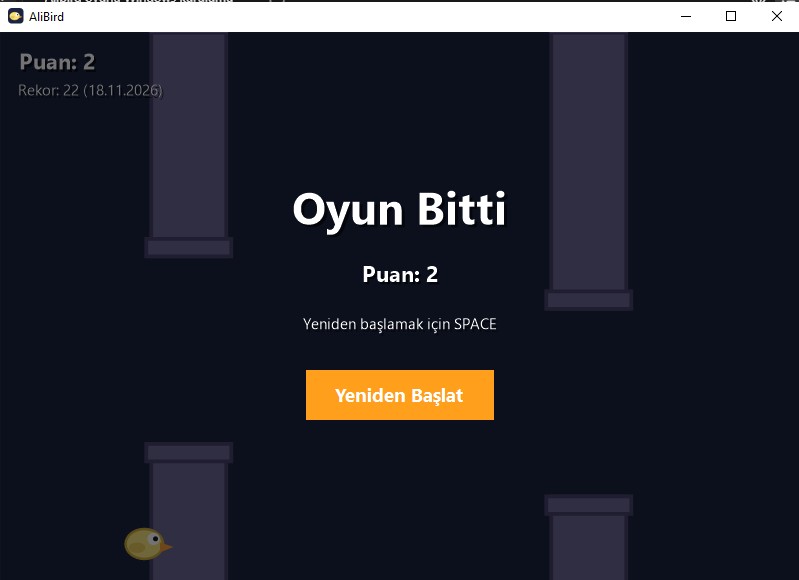 AliBird
Puan: 2
Rekor: 22 (18.11.2026)
Oyun Bitti
Puan: 2
Yeniden başlamak için SPACE
Yeniden Başlat